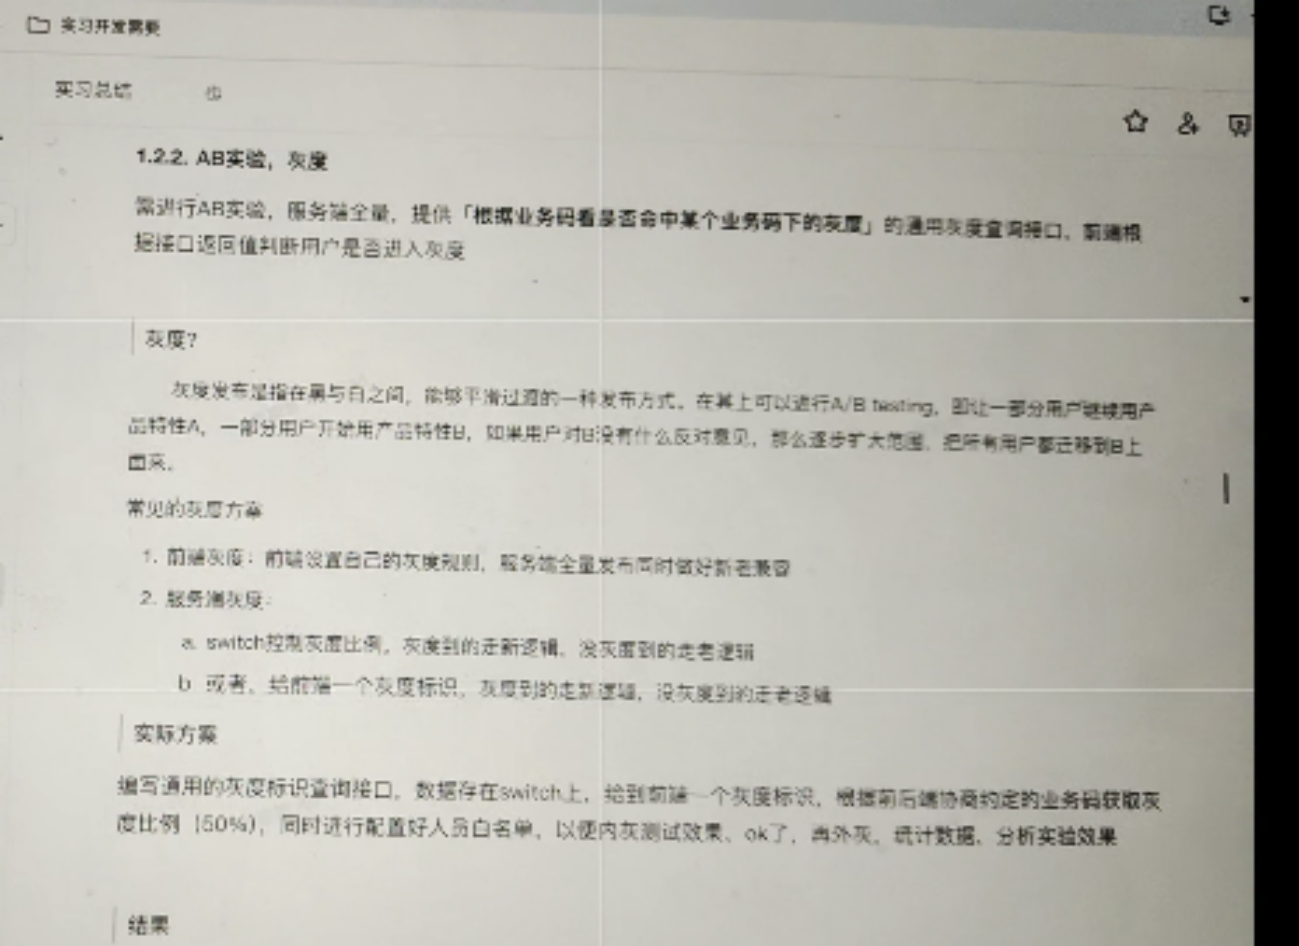 实习开发需要
实习总结
1.2.2. AB实验，灰度
需进行AB实验，服务端全量，提供「根据业务码看是否命中某个业务码下的灰度」的通用灰度查询接口，前端根
据接口返回值判断用户是否进入灰度
灰度？
灰度发布是指在黑与白之间，能够平滑过渡的一种发布方式。在其上可以进行A/B testing，即让一部分用户继续用产
品特性A，一部分用户开始用产品特性B，如果用户对B没有什么反对意见，那么逐步扩大范围，把所有用户都迁移到B上
面来。
常见的灰度方案
1. 前端灰度：前端设置自己的灰度规则，服务端全量发布同时做好新老兼容
2. 服务端灰度：
a. switch控制灰度比例，灰度到的走新逻辑，没灰度到的走老逻辑
b 或者，给前端一个灰度标识，灰度到的走新逻辑，没灰度到的走老逻辑
实际方案
编写通用的灰度标识查询接口，数据存在switch上，给到前端一个灰度标识，根据前后端协商约定的业务码获取灰
度比例（50%），同时进行配置好人员白名单，以便内灰测试效果、ok了，再外灰，统计数据、分析实验效果
结果